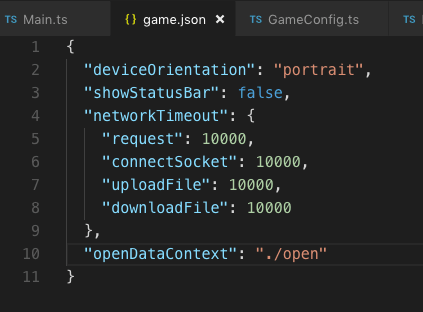 TS Main.ts {} game.json × TS GameConfig.ts TS
1 {
2 "deviceOrientation": "portrait",
3 "showStatusBar": false,
4 "networkTimeout": {
5 "request": 10000,
6 "connectSocket": 10000,
7 "uploadFile": 10000,
8 "downloadFile": 10000
9 },
10 "openDataContext": "./open"
11 }